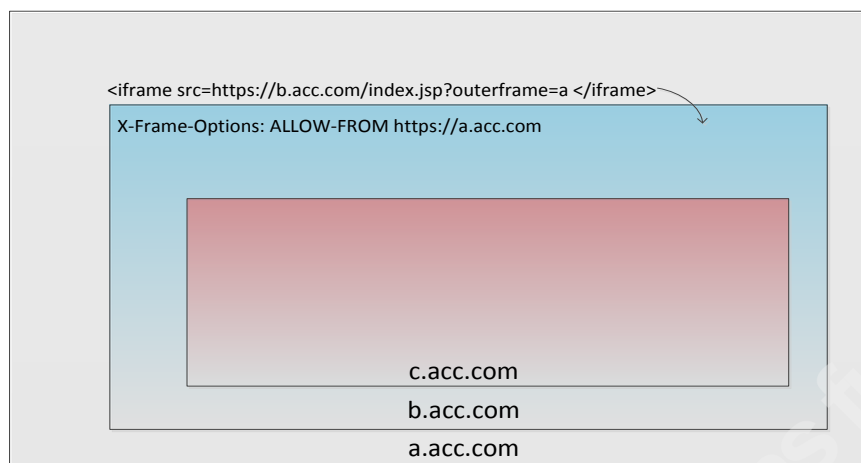 <iframe src=https://b.acc.com/index.jsp?outerframe=a </iframe>
X-Frame-Options: ALLOW-FROM https://a.acc.com
c.acc.com
b.acc.com
a.acc.com